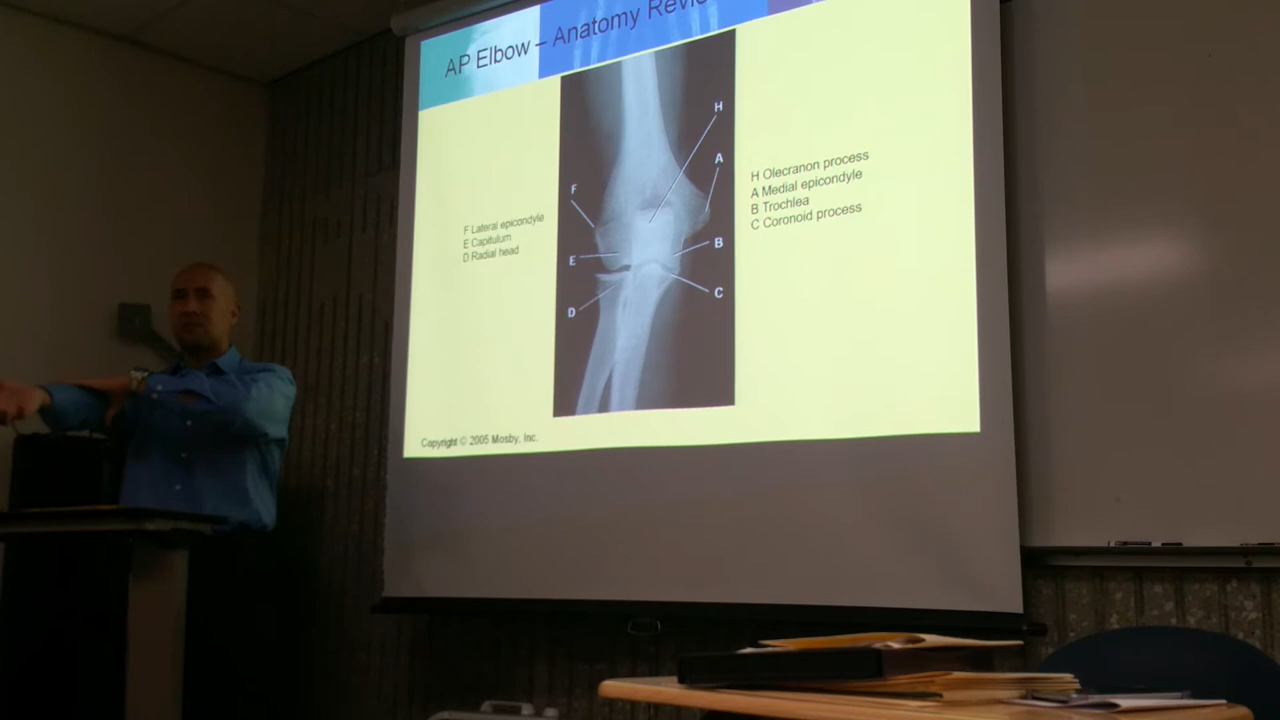 AP Elbow – Anatomy
H
A
F
B
E
C
D
F Lateral epicondyle
E Capitulum
D Radial head
H Olecranon process
A Medial epicondyle
B Trochlea
C Coronoid process
Copyright © 2005 Mosby, Inc.